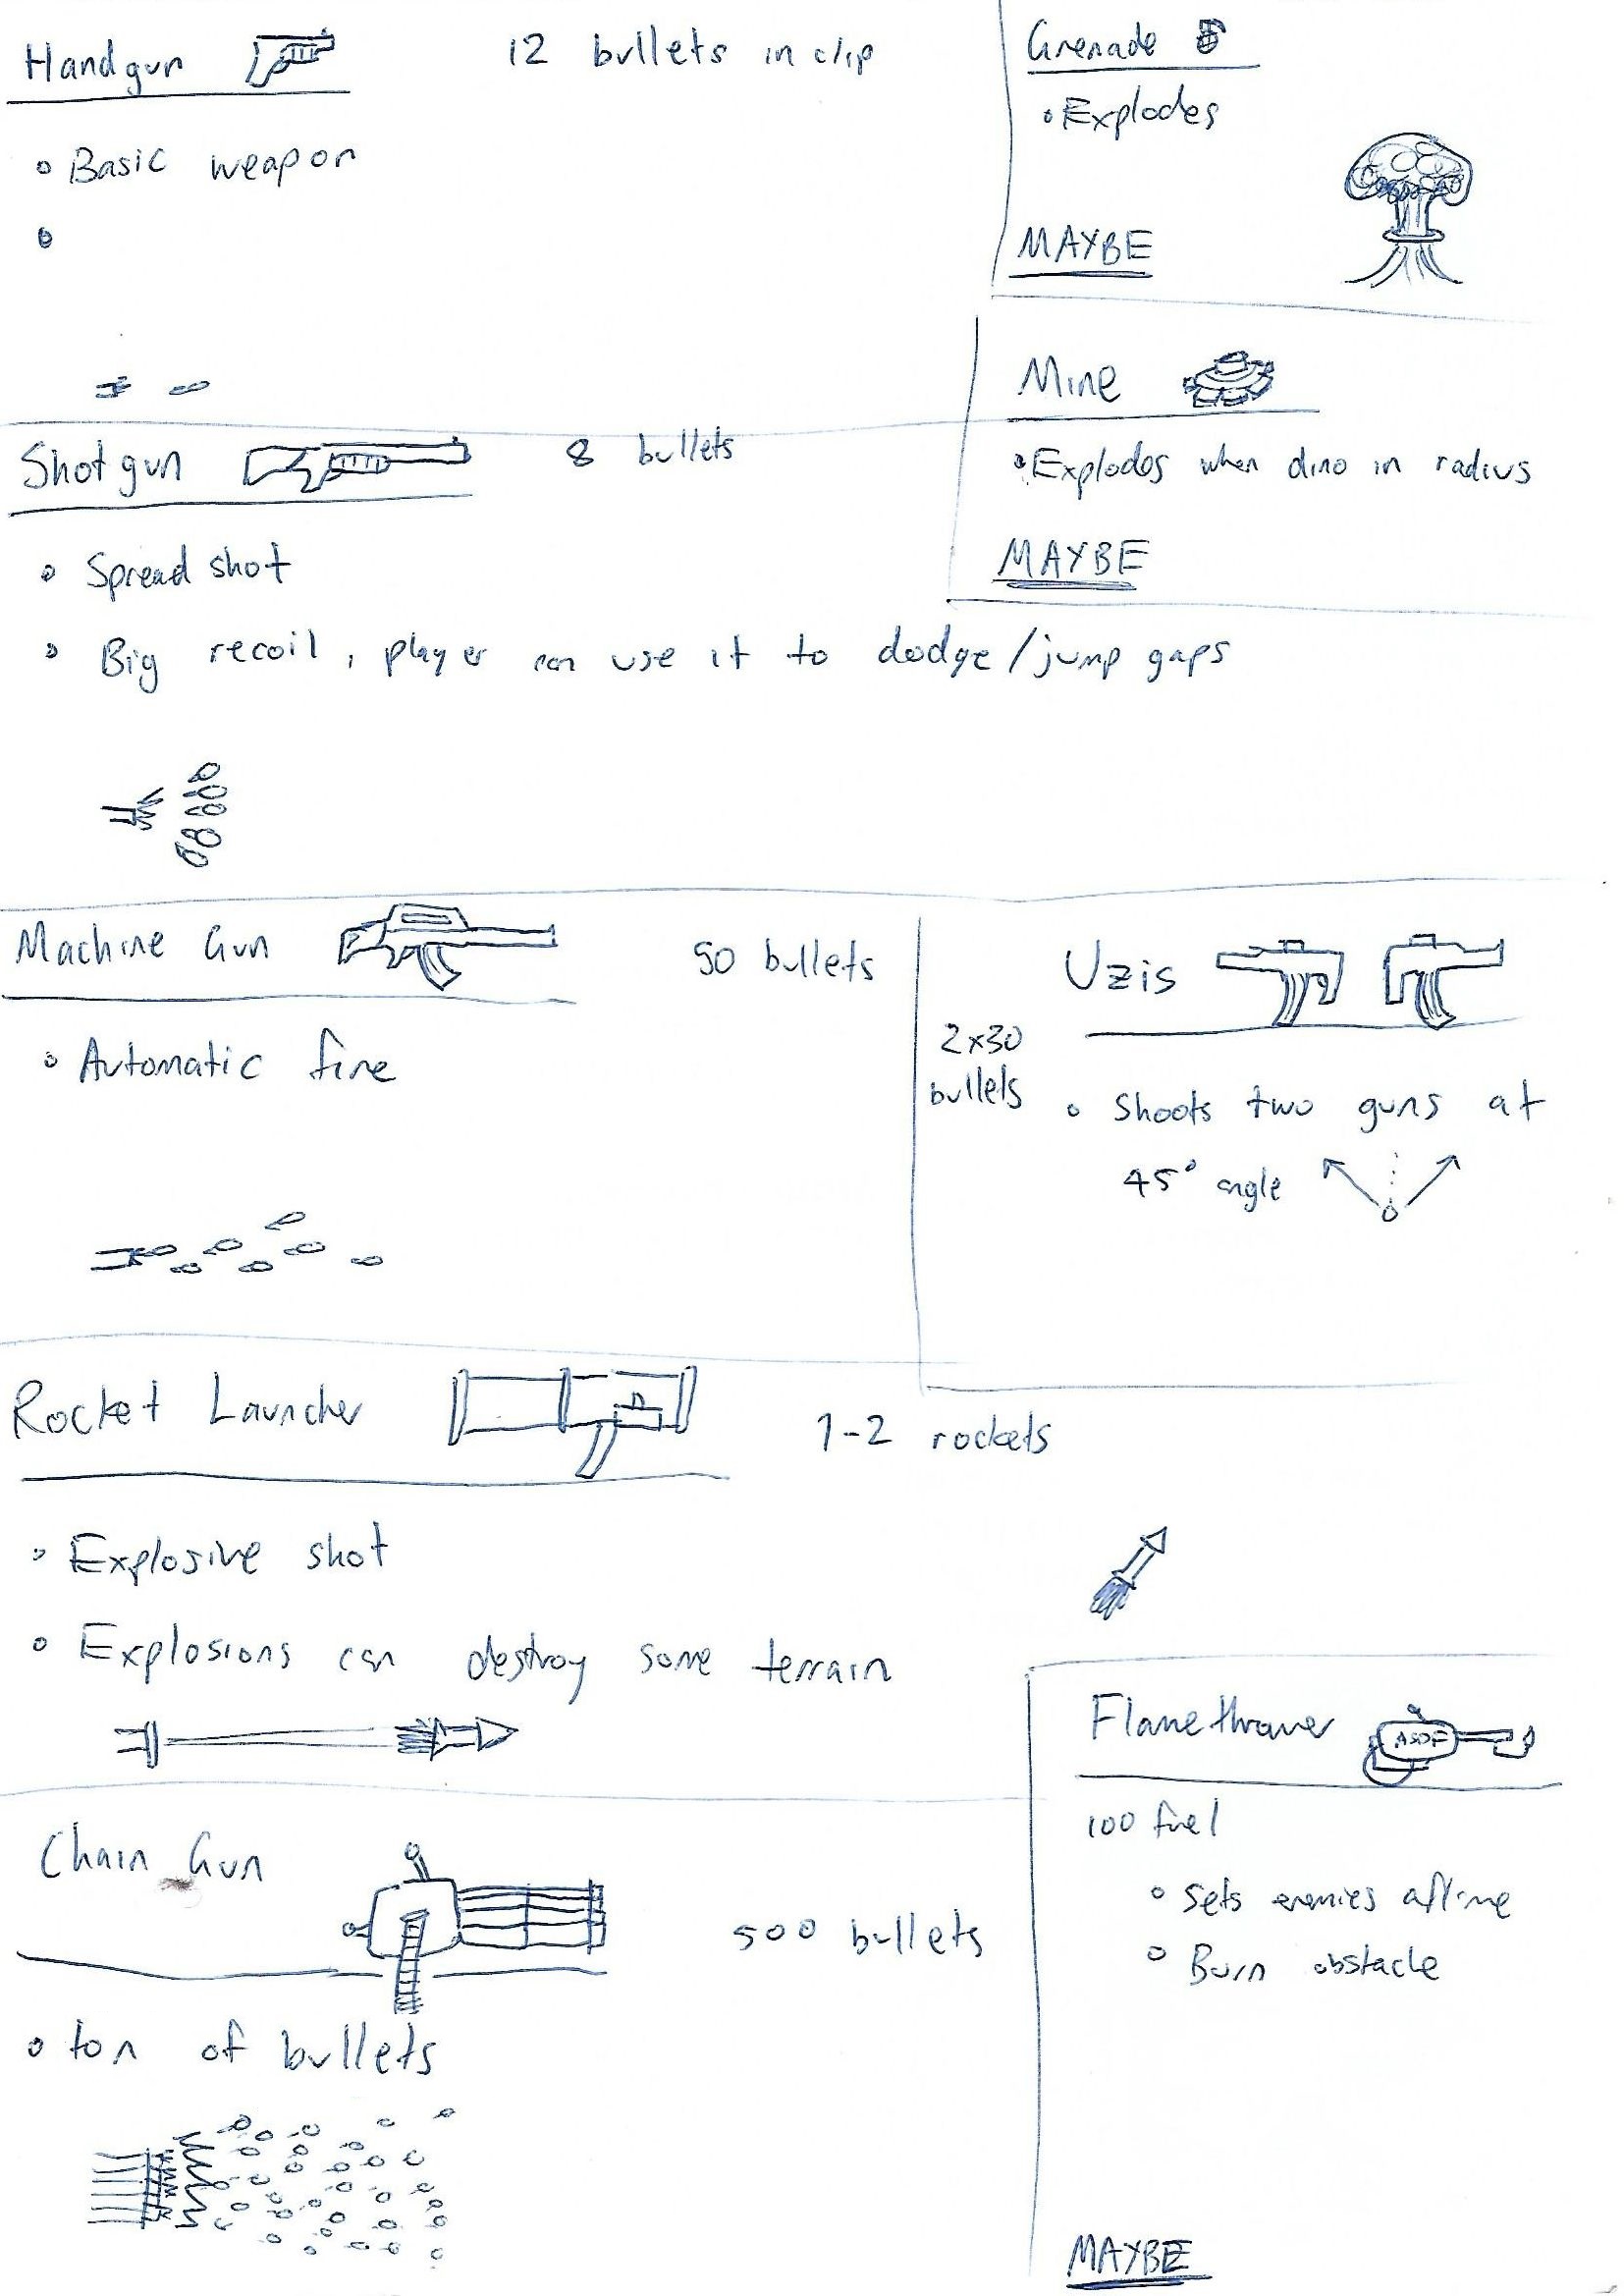 Handgun
12 bullets in clip
Basic weapon
Grenade
Explodes
MAYBE
Mine
Explodes when dino in radius
MAYBE
Shotgun
8 bullets
Spread shot
Big recoil, player can use it to dodge/jump gaps
Machine Gun
50 bullets
Automatic fire
Uzis
2x30
bullets
Shoots two guns at
45° angle
Rocket Launcher
1-2 rockets
Explosive shot
Explosions can destroy some terrain
Flamethrower
ASDF
100 fuel
Sets enemies afire
Burn obstacle
MAYBE
Chain Gun
500 bullets
ton of bullets